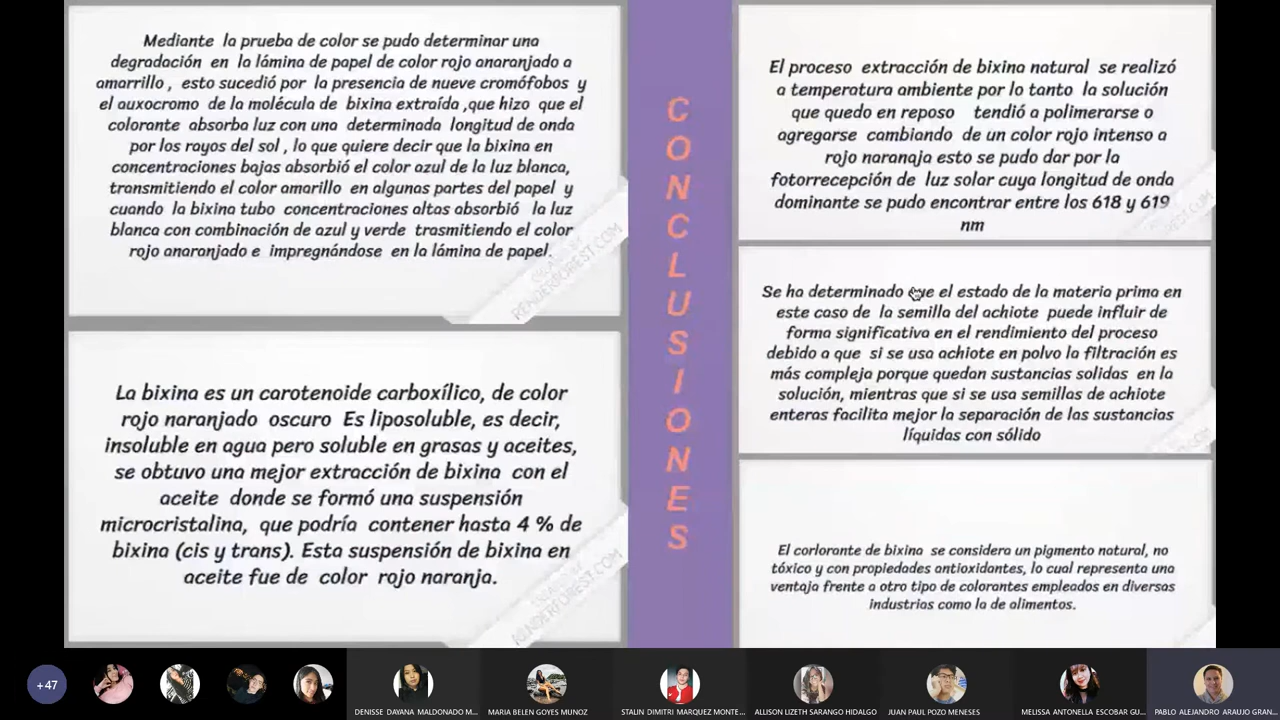 Mediante la prueba de color se pudo determinar una
degradación en la lámina de papel de color rojo anaranjado a
amarrillo , esto sucedió por la presencia de nueve cromófobos y
el auxocromo de la molécula de bixina extraída ,que hizo que el
colorante absorba luz con una determinada longitud de onda
por los rayos del sol , lo que quiere decir que la bixina en
concentraciones bajas absorbió el color azul de la luz blanca,
transmitiendo el color amarillo en algunas partes del papel y
cuando la bixina tubo concentraciones altas absorbió la luz
blanca con combinación de azul y verde trasmitiendo el color
rojo anaranjado e impregnándose en la lámina de papel.
RENDERFOREST.COM
La bixina es un carotenoide carboxílico, de color
rojo naranjado oscuro Es liposoluble, es decir,
insoluble en agua pero soluble en grasas y aceites,
se obtuvo una mejor extracción de bixina con el
aceite donde se formó una suspensión
microcristalina, que podría contener hasta 4 % de
bixina (cis y trans). Esta suspensión de bixina en
aceite fue de color rojo naranja.
RENDERFOREST.COM
CONCLUSIONES
El proceso extracción de bixina natural se realizó
a temperatura ambiente por lo tanto la solución
que quedo en reposo tendió a polimerarse o
agregarse cambiando de un color rojo intenso a
rojo naranaja esto se pudo dar por la
fotorrecepción de luz solar cuya longitud de onda
dominante se pudo encontrar entre los 618 y 619
nm
Se ha determinado que el estado de la materia prima en
este caso de la semilla del achiote puede influir de
forma significativa en el rendimiento del proceso
debido a que si se usa achiote en polvo la filtración es
más compleja porque quedan sustancias solidas en la
solución, mientras que si se usa semillas de achiote
enteras facilita mejor la separación de las sustancias
líquidas con sólido
El corlorante de bixina se considera un pigmento natural, no
tóxico y con propiedades antioxidantes, lo cual representa una
ventaja frente a otro tipo de colorantes empleados en diversas
industrias como la de alimentos.
+47
DENISSE DAYANA MALDONADO M...
MARIA BELEN GOYES MUNOZ
STALIN DIMITRI MARQUEZ MONTE...
ALLISON LIZETH SARANGO HIDALGO
JUAN PAUL POZO MENESES
MELISSA ANTONELLA ESCOBAR GU...
PABLO ALEJANDRO ARAUJO GRAN...